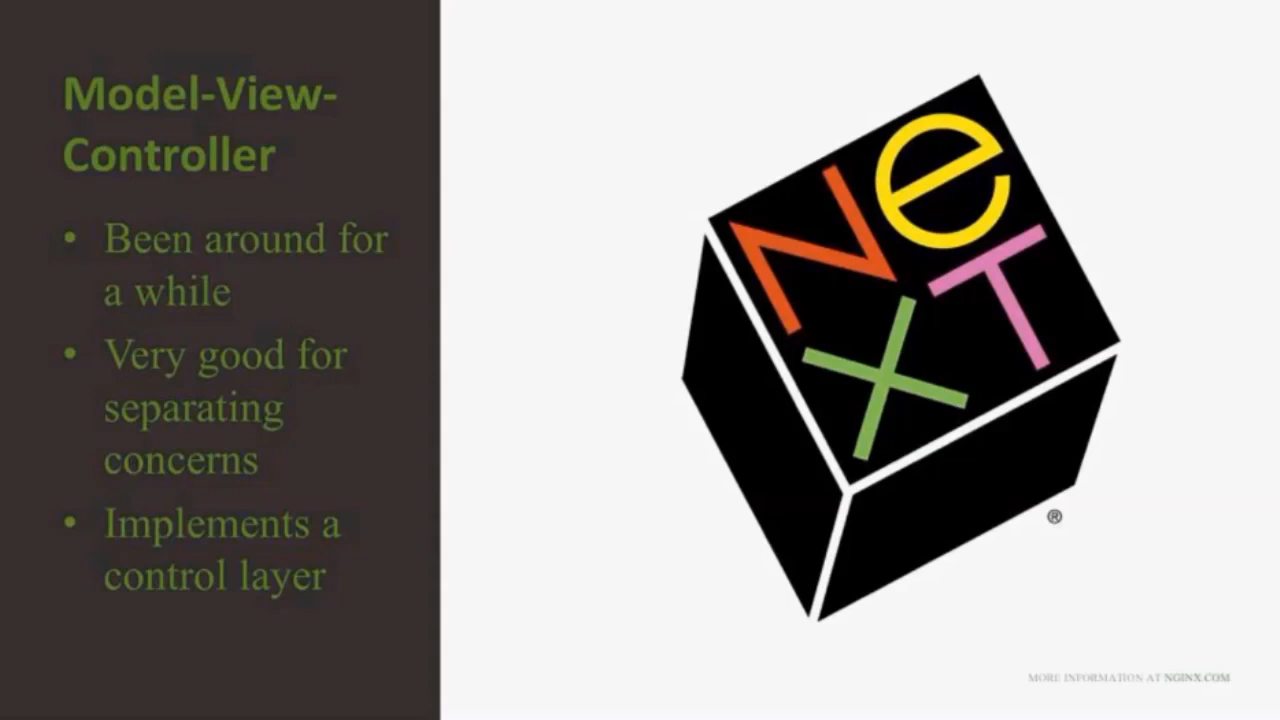 Model-View-
Controller
• Been around for
a while
• Very good for
separating
concerns
• Implements a
control layer
NeXT
®
MORE INFORMATION AT NGINX.COM